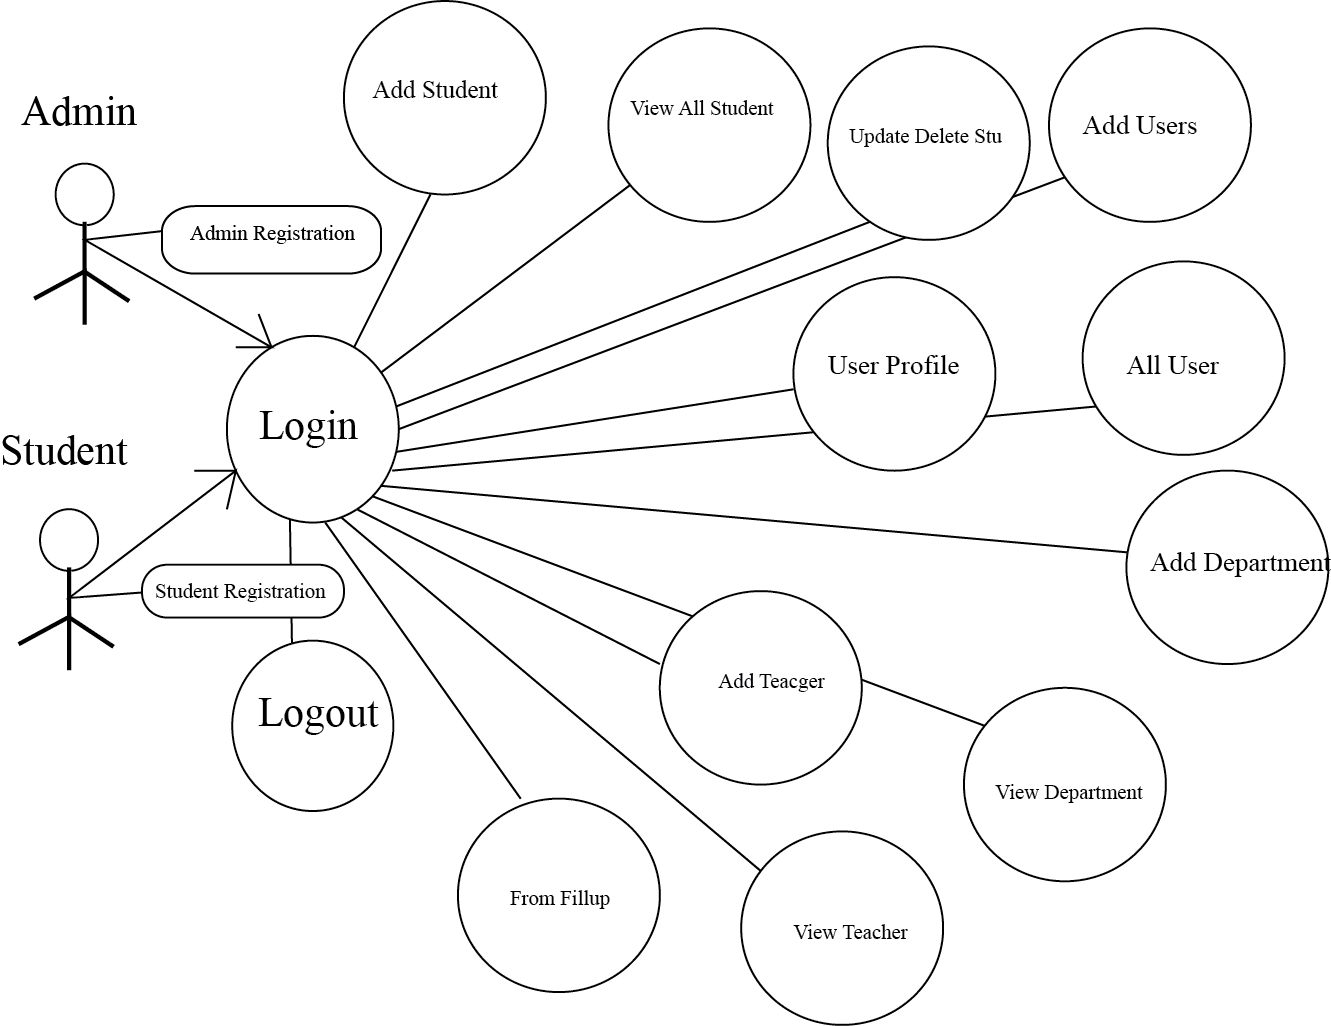 Add Student
View All Student
Update Delete Stu
Add Users
Admin
Admin Registration
User Profile
All User
Login
Student
Add Department
Student Registration
Add Teacger
Logout
View Department
From Fillup
View Teacher